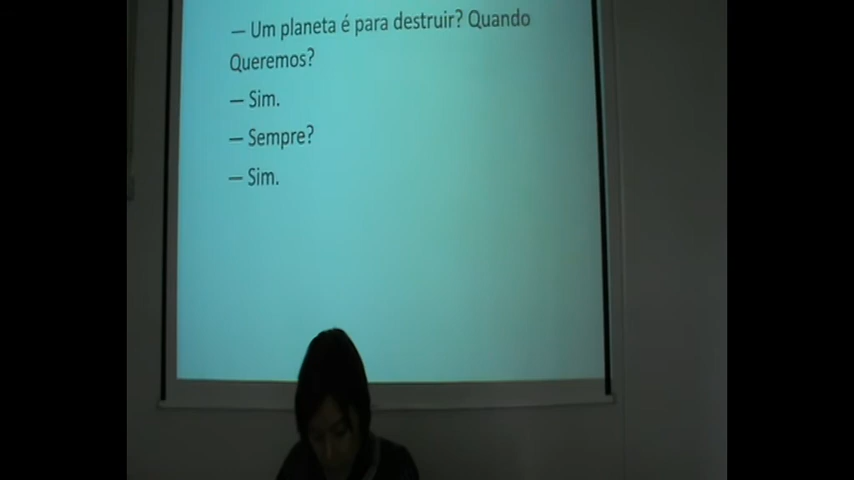 — Um planeta é para destruir? Quando
Queremos?
— Sim.
— Sempre?
— Sim.